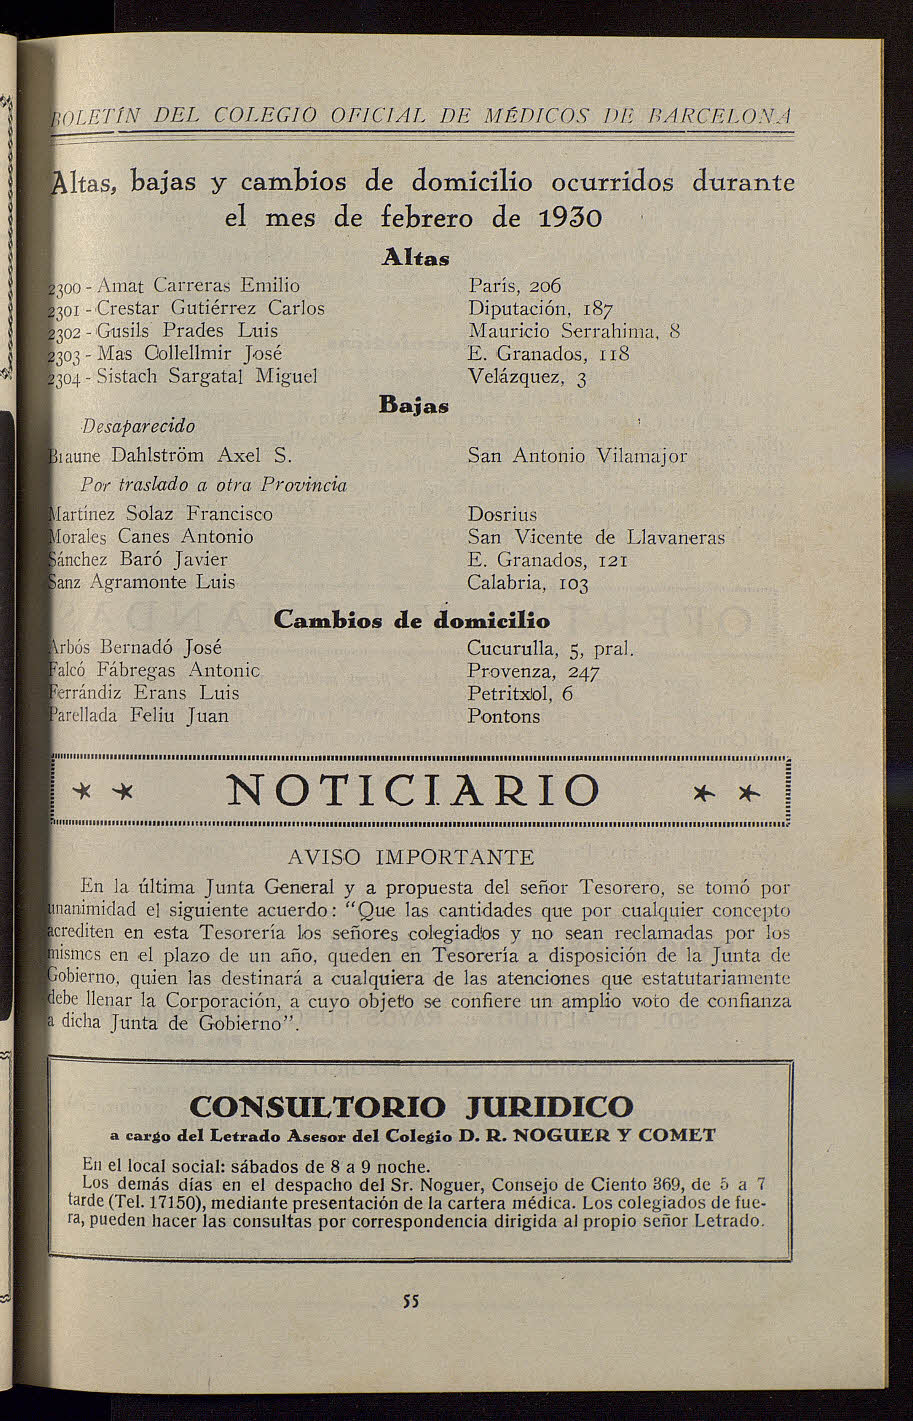 BOLETÍN DEL COLEGIO OFICIAL DE MÉDICOS DE BARCELONA
Altas, bajas y cambios de domicilio ocurridos durante
el mes de febrero de 1930
Altas
2300 - Amat Carreras Emilio París, 206
2301 - Crestar Gutiérrez Carlos Diputación, 187
2302 - Gusils Prades Luis Mauricio Serrahima, 8
2303 - Mas Collellmir José E. Granados, 118
2304 - Sistach Sargatal Miguel Velázquez, 3
Bajas
Desaparecido
Dahlström Axel S. San Antonio Vilamajor
Por traslado a otra Provincia
Martínez Solaz Francisco Dosrius
Morales Canes Antonio San Vicente de Llavaneras
Sánchez Baró Javier E. Granados, 121
Sanz Agramonte Luis Calabria, 103
Cambios de domicilio
Arbós Bernadó José Cucurulla, 5, pral.
Falcó Fábregas Antonic Provenza, 247
Ferrándiz Erans Luis Petritxol, 6
Parellada Feliu Juan Pontons
NOTICIARIO
AVISO IMPORTANTE
En la última Junta General y a propuesta del señor Tesorero, se tomó por
unanimidad el siguiente acuerdo: "Que las cantidades que por cualquier concepto
acrediten en esta Tesorería los señores colegiados y no sean reclamadas por los
mismcs en el plazo de un año, queden en Tesorería a disposición de la Junta de
Gobierno, quien las destinará a cualquiera de las atenciones que estatutariamente
debe llenar la Corporación, a cuyo objeto se confiere un amplio voto de confianza
a dicha Junta de Gobierno".
CONSULTORIO JURIDICO
a cargo del Letrado Asesor del Colegio D. R. NOGUER Y COMET
En el local social: sábados de 8 a 9 noche.
Los demás días en el despacho del Sr. Noguer, Consejo de Ciento 369, de 5 a 7
tarde (Tel. 17150), mediante presentación de la cartera médica. Los colegiados de fue-
ra, pueden hacer las consultas por correspondencia dirigida al propio señor Letrado.
55